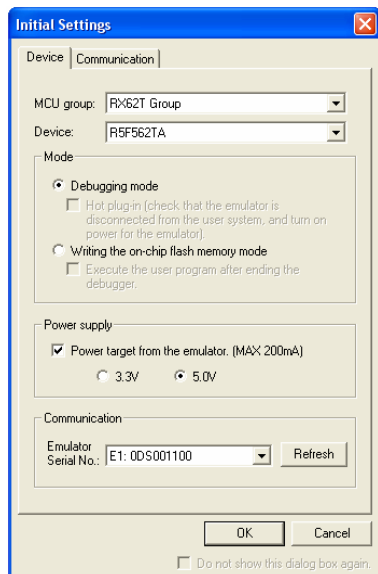 Initial Settings
Device Communication
MCU group: RX62T Group
Device: R5F562TA
Mode
Debugging mode
Hot plug-in (check that the emulator is
disconnected from the user system, and turn on
power for the emulator).
Writing the on-chip flash memory mode
Execute the user program after ending the
debugger.
Power supply
Power target from the emulator. (MAX 200mA)
3.3V 5.0V
Communication
Emulator
Serial No.: E1: 0DS001100 Refresh
OK Cancel
Do not show this dialog box again.